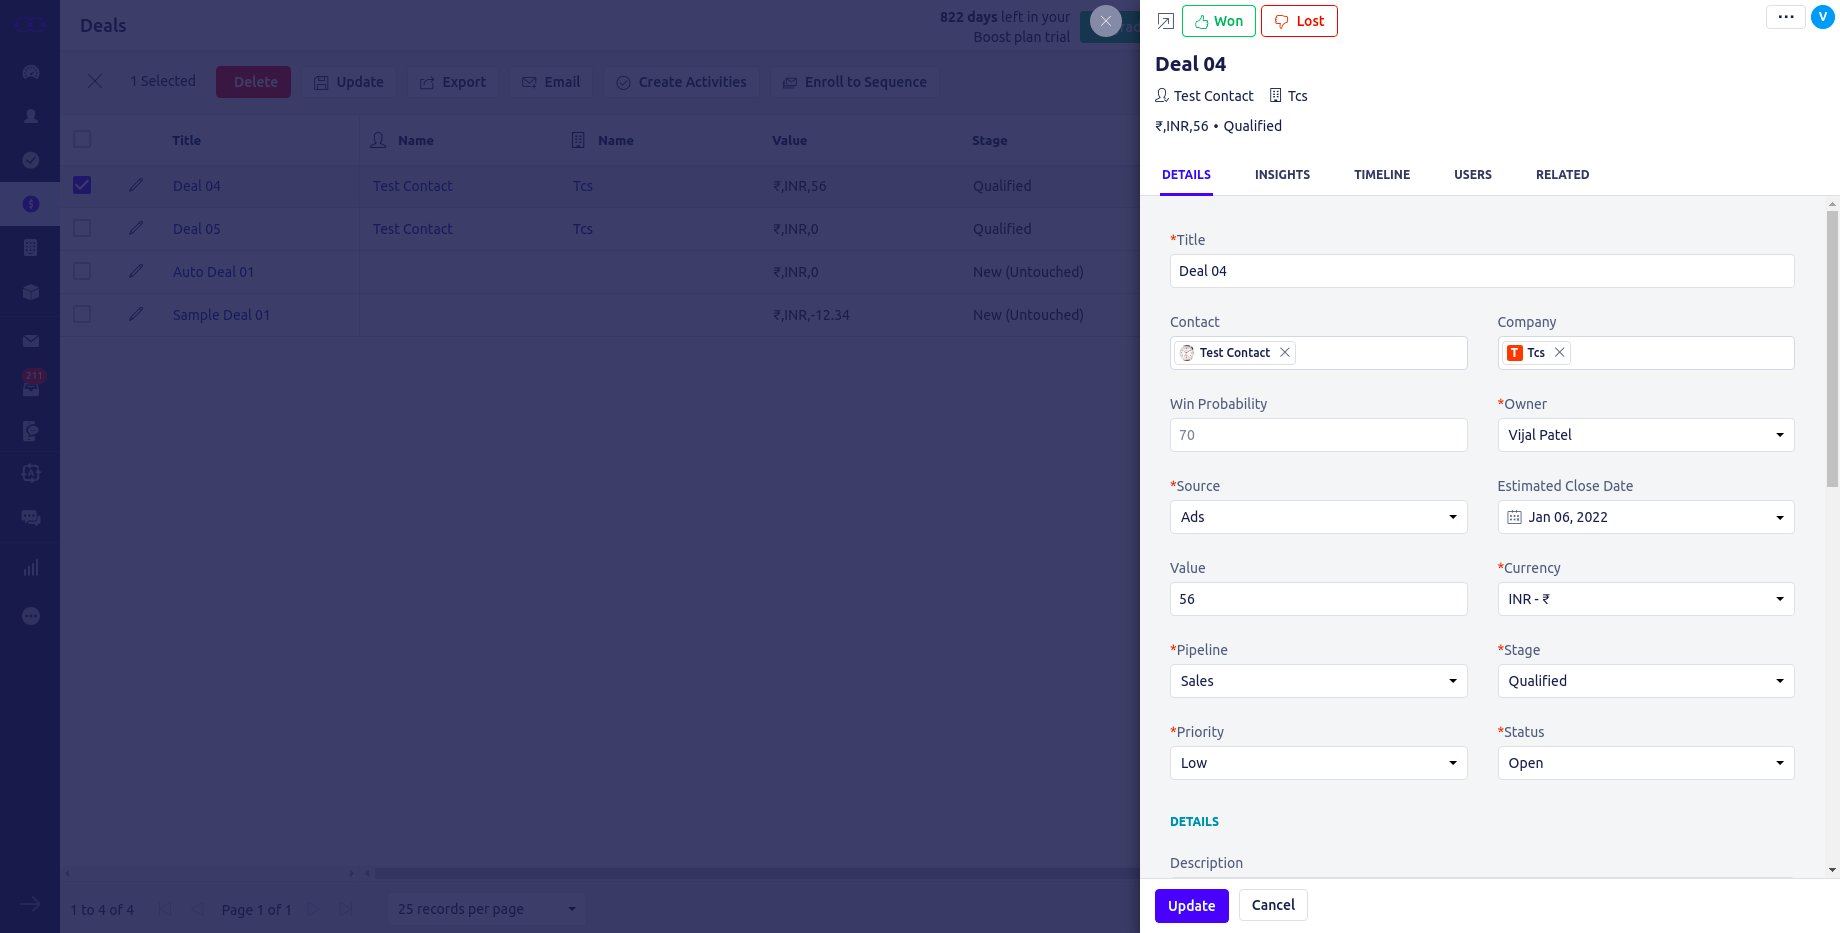 Deals
822 days left in your
Boost plan trial
1 Selected
Delete
Update
Export
Email
Create Activities
Enroll to Sequence
Title
Name
Name
Value
Stage
Deal 04
Test Contact
Tcs
₹,INR,56
Qualified
Deal 05
Test Contact
Tcs
₹,INR,0
Qualified
Auto Deal 01
₹,INR,0
New (Untouched)
Sample Deal 01
₹,INR,-12.34
New (Untouched)
211
1 to 4 of 4
Page 1 of 1
25 records per page
Won
Lost
...
V
Deal 04
Test Contact
Tcs
₹,INR,56 • Qualified
DETAILS
INSIGHTS
TIMELINE
USERS
RELATED
*Title
Deal 04
Contact
Company
Test Contact
T Tcs
Win Probability
*Owner
70
Vijal Patel
*Source
Estimated Close Date
Ads
Jan 06, 2022
Value
*Currency
56
INR - ₹
*Pipeline
*Stage
Sales
Qualified
*Priority
*Status
Low
Open
DETAILS
Description
Update
Cancel